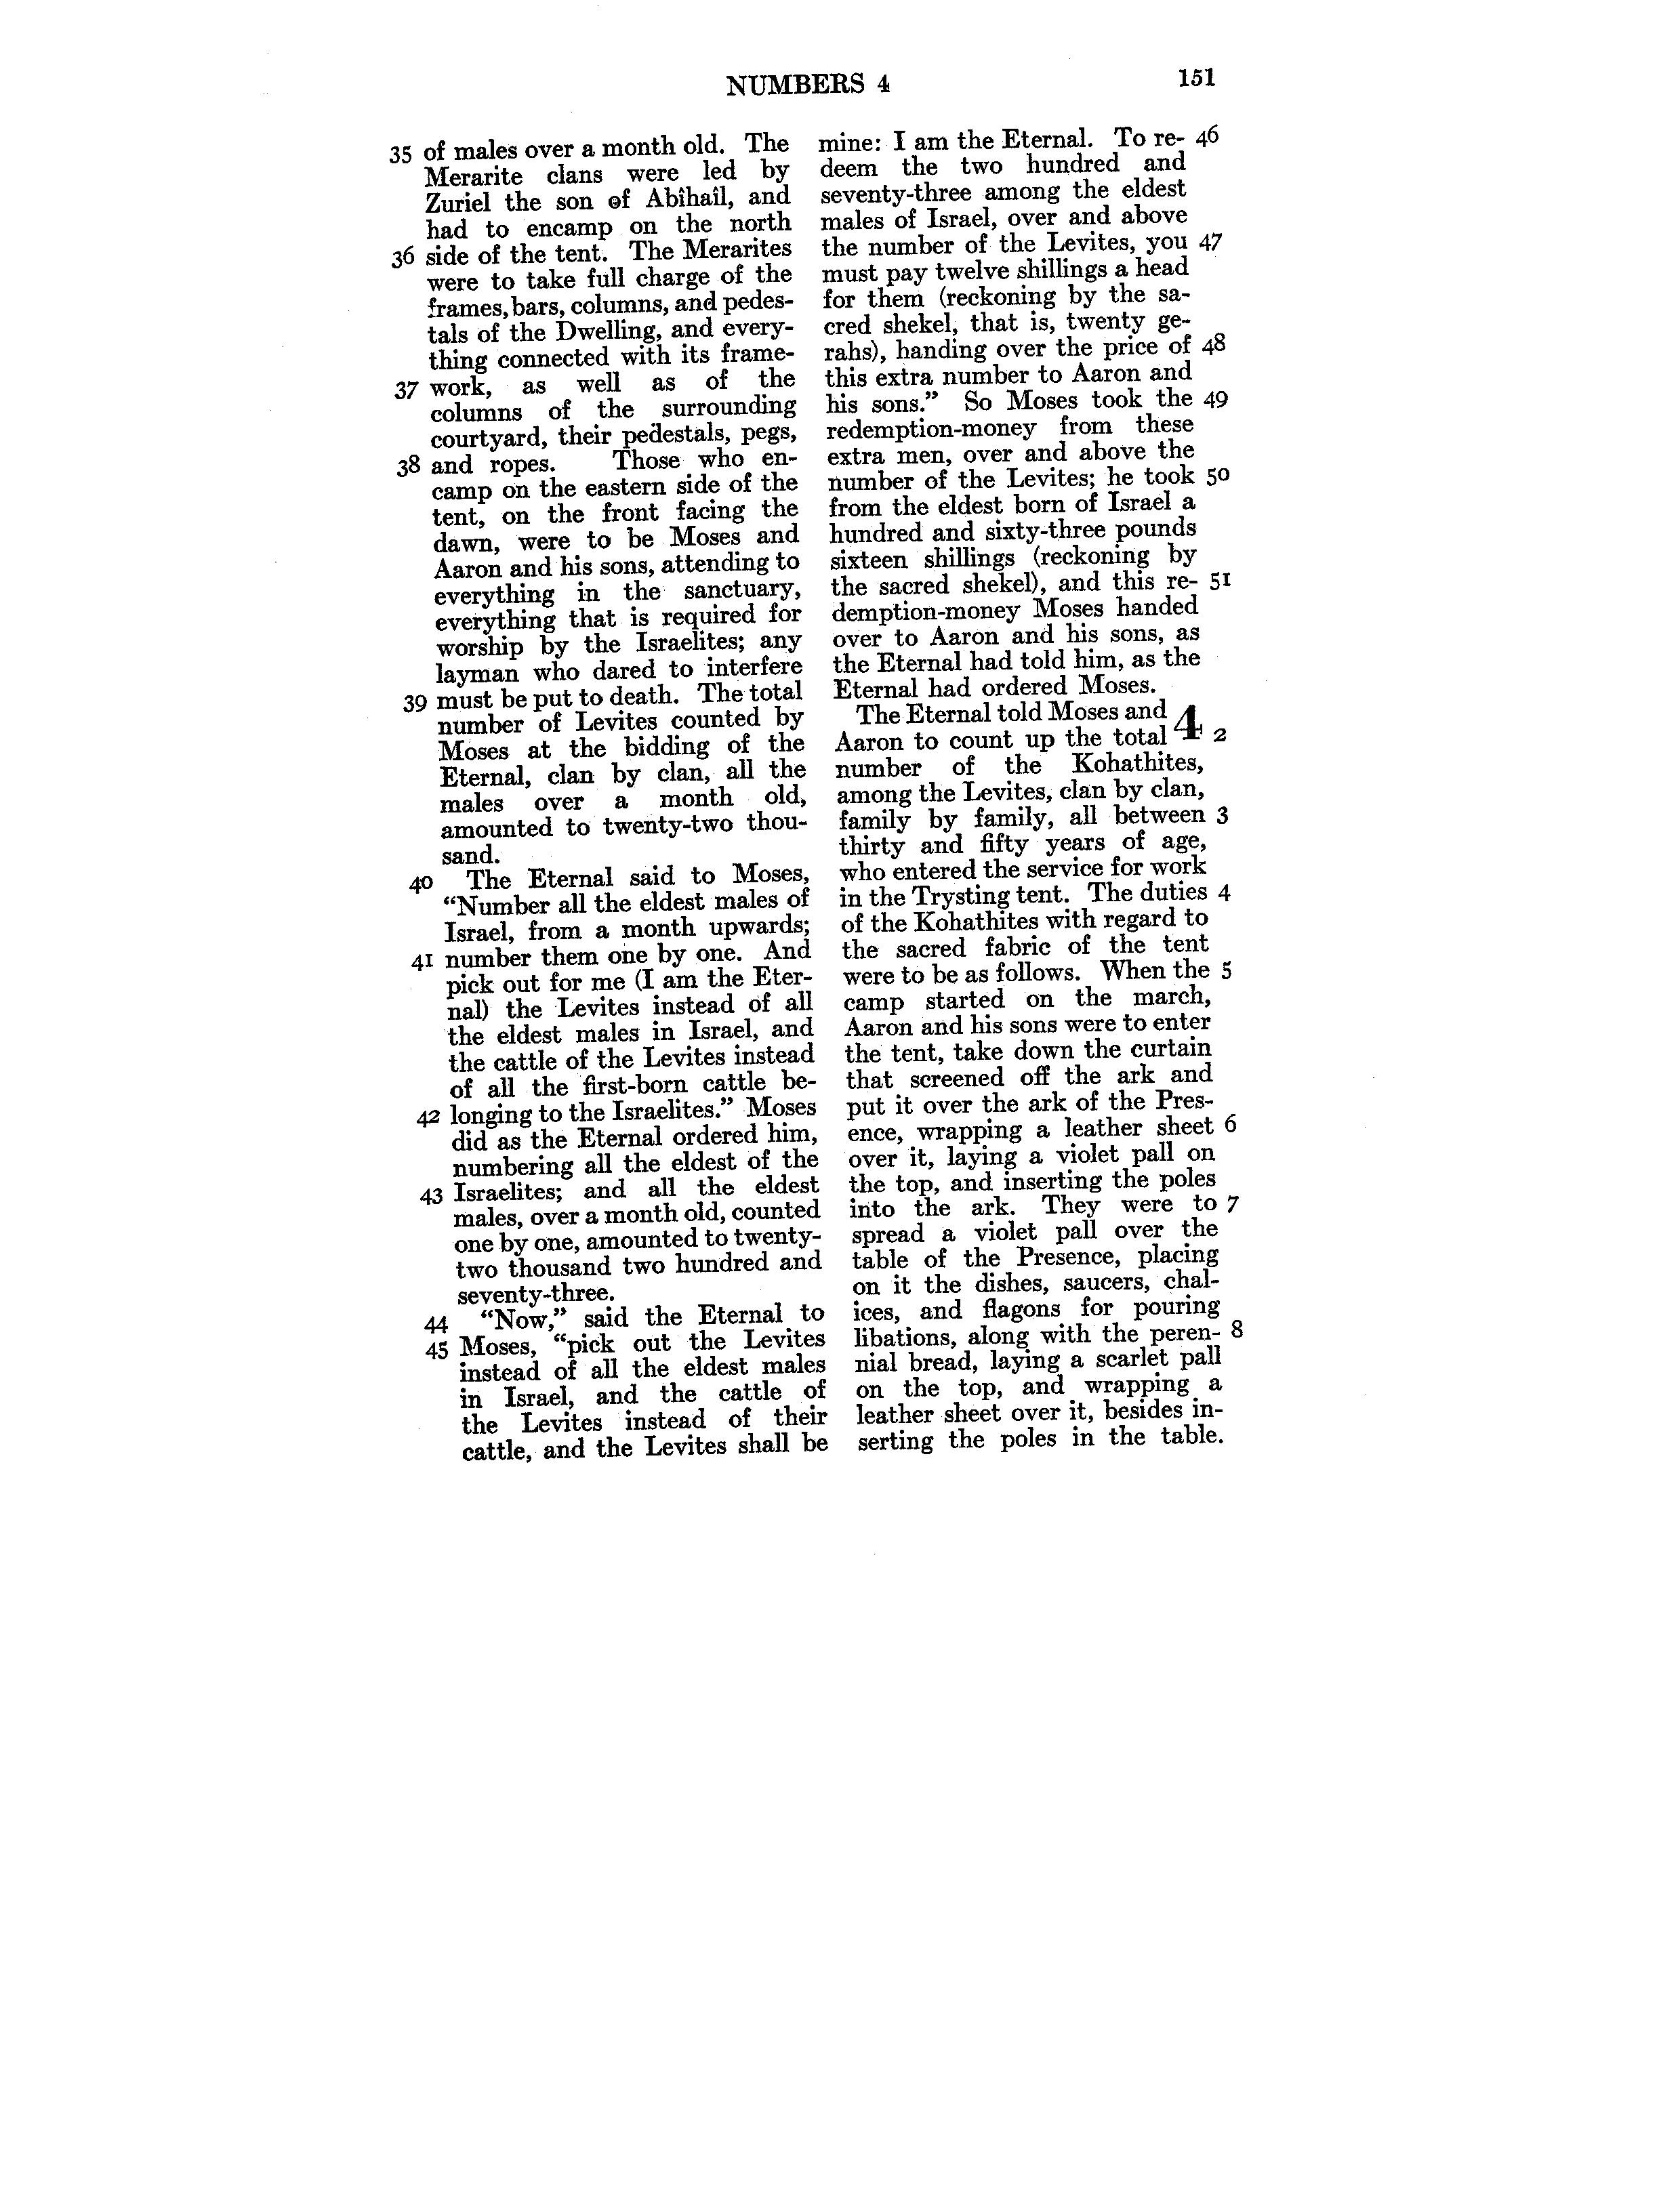 NUMBERS 4 151
35 of males over a month old. The
Merarite clans were led by
Zuriel the son of Abîhaîl, and
had to encamp on the north
36 side of the tent. The Merarites
were to take full charge of the
frames, bars, columns, and pedes-
tals of the Dwelling, and every-
thing connected with its frame-
37 work, as well as of the
columns of the surrounding
courtyard, their pedestals, pegs,
38 and ropes. Those who en-
camp on the eastern side of the
tent, on the front facing the
dawn, were to be Moses and
Aaron and his sons, attending to
everything in the sanctuary,
everything that is required for
worship by the Israelites; any
layman who dared to interfere
39 must be put to death. The total
number of Levites counted by
Moses at the bidding of the
Eternal, clan by clan, all the
males over a month old,
amounted to twenty-two thou-
sand.
40 The Eternal said to Moses,
“Number all the eldest males of
Israel, from a month upwards;
41 number them one by one. And
pick out for me (I am the Eter-
nal) the Levites instead of all
the eldest males in Israel, and
the cattle of the Levites instead
of all the first-born cattle be-
42 longing to the Israelites.” Moses
did as the Eternal ordered him,
numbering all the eldest of the
43 Israelites; and all the eldest
males, over a month old, counted
one by one, amounted to twenty-
two thousand two hundred and
seventy-three.
44 “Now,” said the Eternal to
45 Moses, “pick out the Levites
instead of all the eldest males
in Israel, and the cattle of
the Levites instead of their
cattle, and the Levites shall be
mine: I am the Eternal. To re- 46
deem the two hundred and
seventy-three among the eldest
males of Israel, over and above
the number of the Levites, you 47
must pay twelve shillings a head
for them (reckoning by the sa-
cred shekel, that is, twenty ge-
rahs), handing over the price of 48
this extra number to Aaron and
his sons.” So Moses took the 49
redemption-money from these
extra men, over and above the
number of the Levites; he took 50
from the eldest born of Israel a
hundred and sixty-three pounds
sixteen shillings (reckoning by
the sacred shekel), and this re- 51
demption-money Moses handed
over to Aaron and his sons, as
the Eternal had told him, as the
Eternal had ordered Moses.
The Eternal told Moses and 4
Aaron to count up the total 2
number of the Kohathites,
among the Levites, clan by clan,
family by family, all between 3
thirty and fifty years of age,
who entered the service for work
in the Trysting tent. The duties 4
of the Kohathites with regard to
the sacred fabric of the tent
were to be as follows. When the 5
camp started on the march,
Aaron and his sons were to enter
the tent, take down the curtain
that screened off the ark and
put it over the ark of the Pres-
ence, wrapping a leather sheet 6
over it, laying a violet pall on
the top, and inserting the poles
into the ark. They were to 7
spread a violet pall over the
table of the Presence, placing
on it the dishes, saucers, chal-
ices, and flagons for pouring
libations, along with the peren- 8
nial bread, laying a scarlet pall
on the top, and wrapping a
leather sheet over it, besides in-
serting the poles in the table.